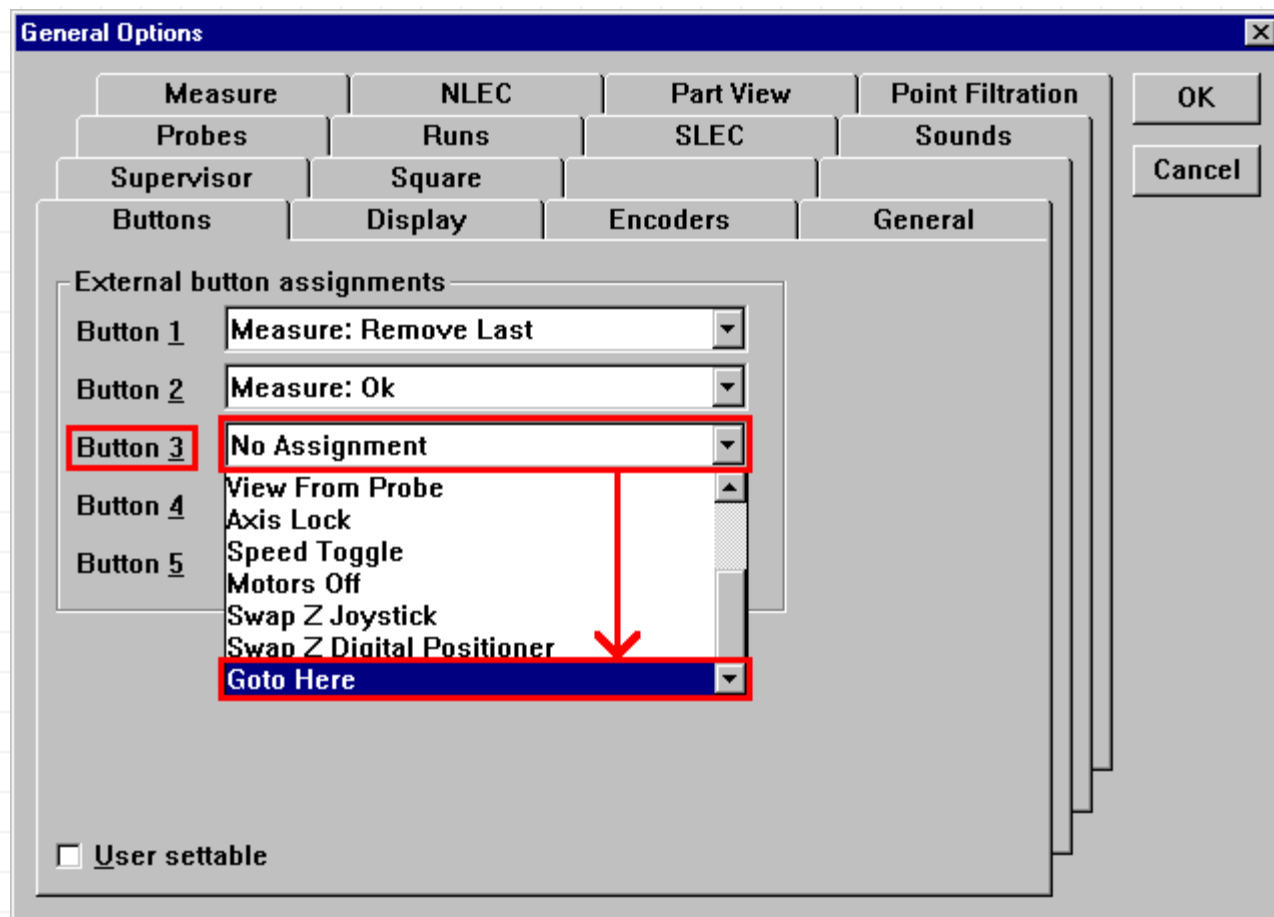 General Options
Measure NLEC Part View Point Filtration OK
Probes Runs SLEC Sounds
Supervisor Square Cancel
Buttons Display Encoders General
External button assignments
Button 1 Measure: Remove Last
Button 2 Measure: Ok
Button 3 No Assignment
View From Probe
Button 4
Axis Lock
Speed Toggle
Button 5
Motors Off
Swap Z Joystick
Swap Z Digital Positioner
Goto Here
User settable